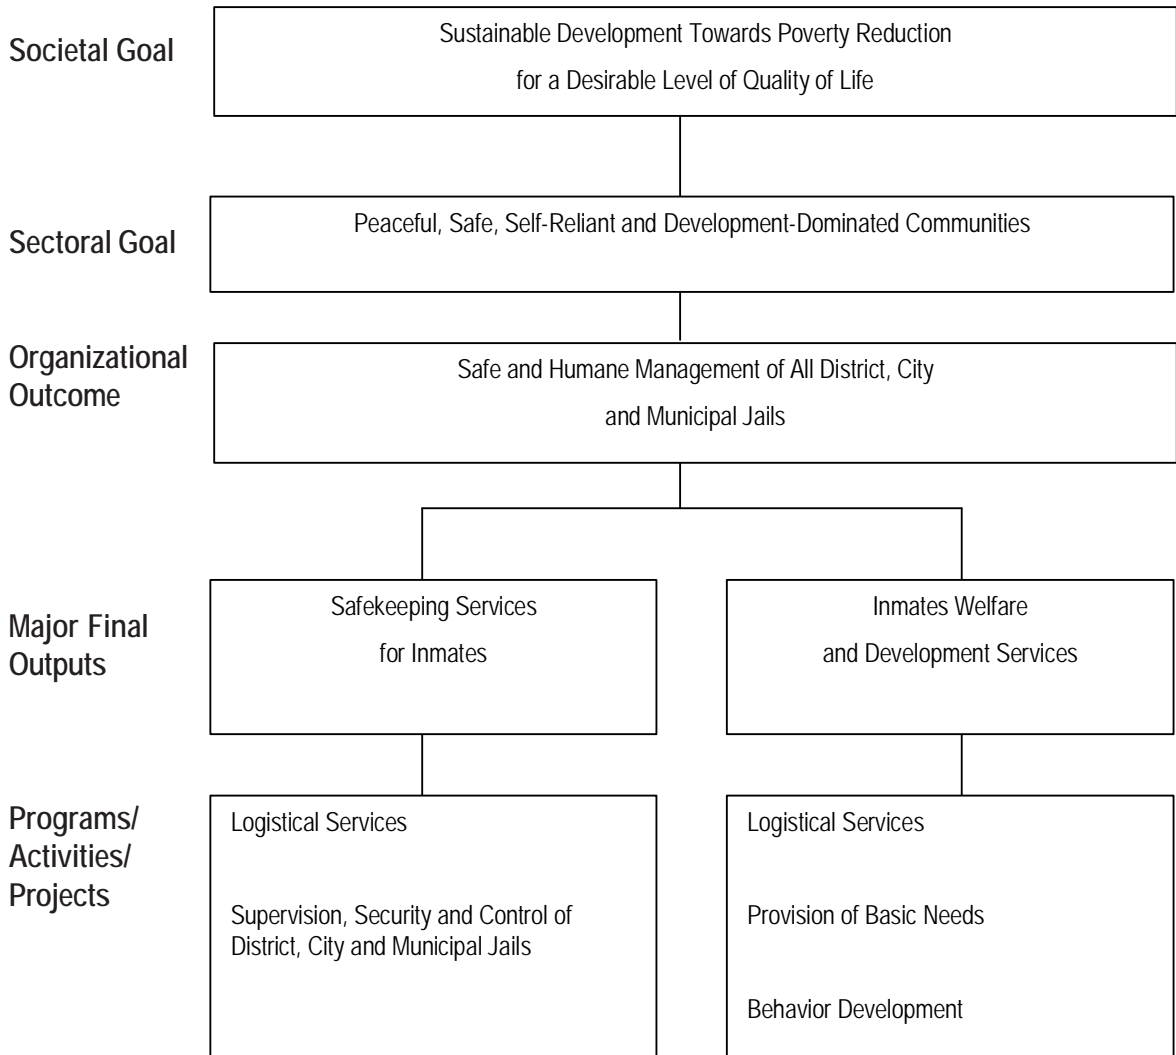 Societal Goal
Sustainable Development Towards Poverty Reduction
for a Desirable Level of Quality of Life
Sectoral Goal
Peaceful, Safe, Self-Reliant and Development-Dominated Communities
Organizational
Outcome
Safe and Humane Management of All District, City
and Municipal Jails
Major Final
Outputs
Safekeeping Services
for Inmates
Inmates Welfare
and Development Services
Programs/
Activities/
Projects
Logistical Services
Supervision, Security and Control of
District, City and Municipal Jails
Logistical Services
Provision of Basic Needs
Behavior Development